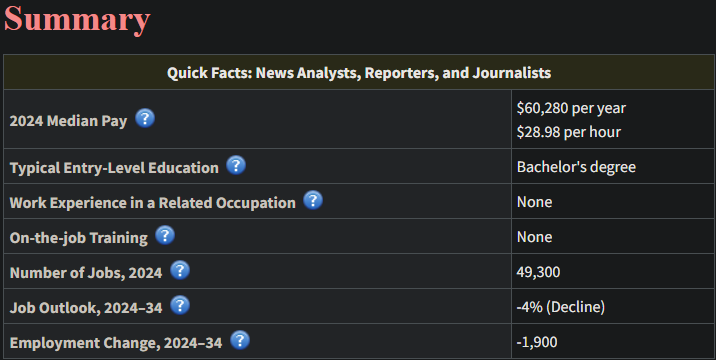 Summary
Quick Facts: News Analysts, Reporters, and Journalists
2024 Median Pay ?
$60,280 per year
$28.98 per hour
Typical Entry-Level Education ?
Bachelor's degree
Work Experience in a Related Occupation ?
None
On-the-job Training ?
None
Number of Jobs, 2024 ?
49,300
Job Outlook, 2024–34 ?
-4% (Decline)
Employment Change, 2024–34 ?
-1,900